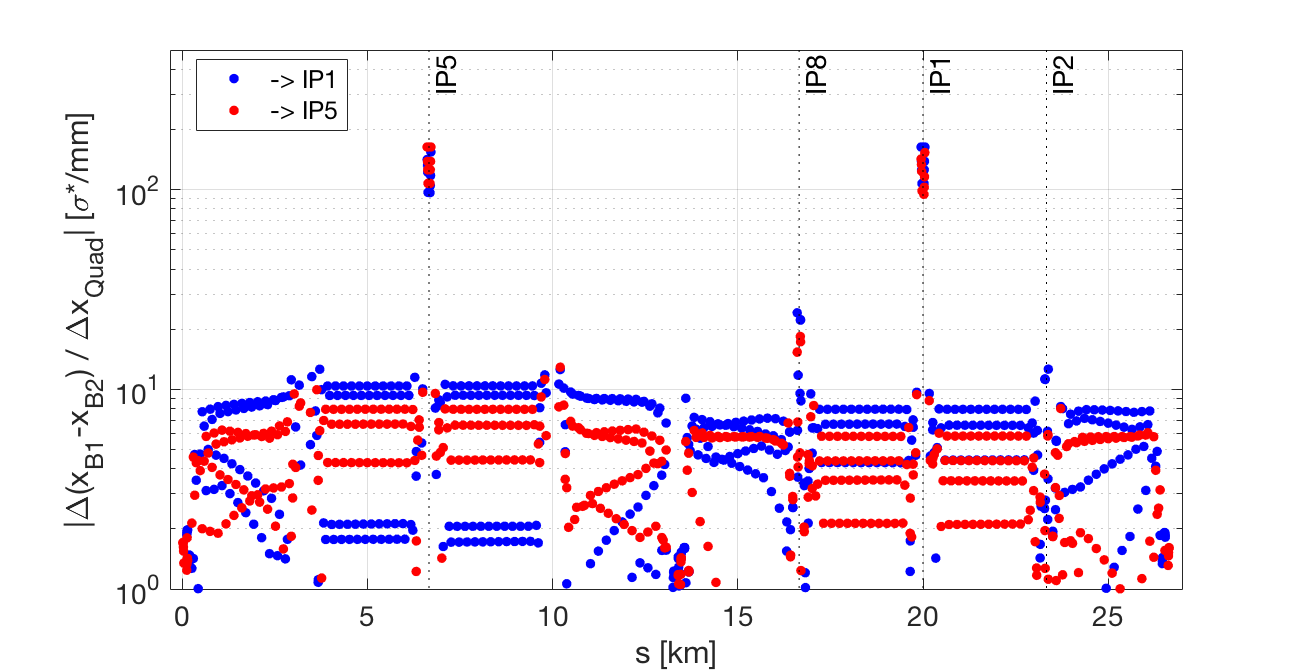 -> IP1
-> IP5
IP5
IP8
IP1
IP2
|Δ(x_B1-x_B2) / Δx_Quad| [σ*/mm]
10^2
10^1
10^0
0 5 10 15 20 25
s [km]